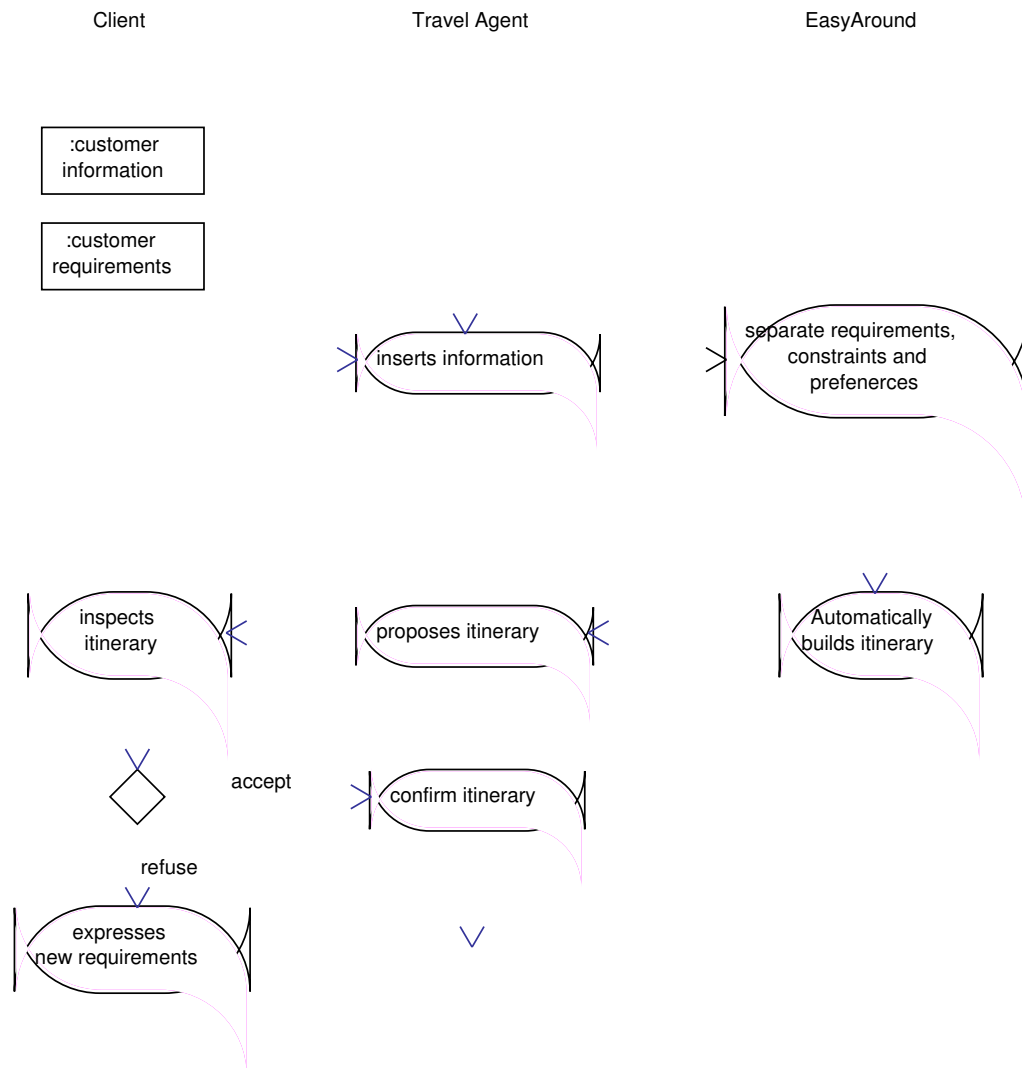 Client
Travel Agent
EasyAround
:customer
information
:customer
requirements
inserts information
separate requirements,
constraints and
prefenerces
inspects
itinerary
proposes itinerary
Automatically
builds itinerary
accept
confirm itinerary
refuse
expresses
new requirements